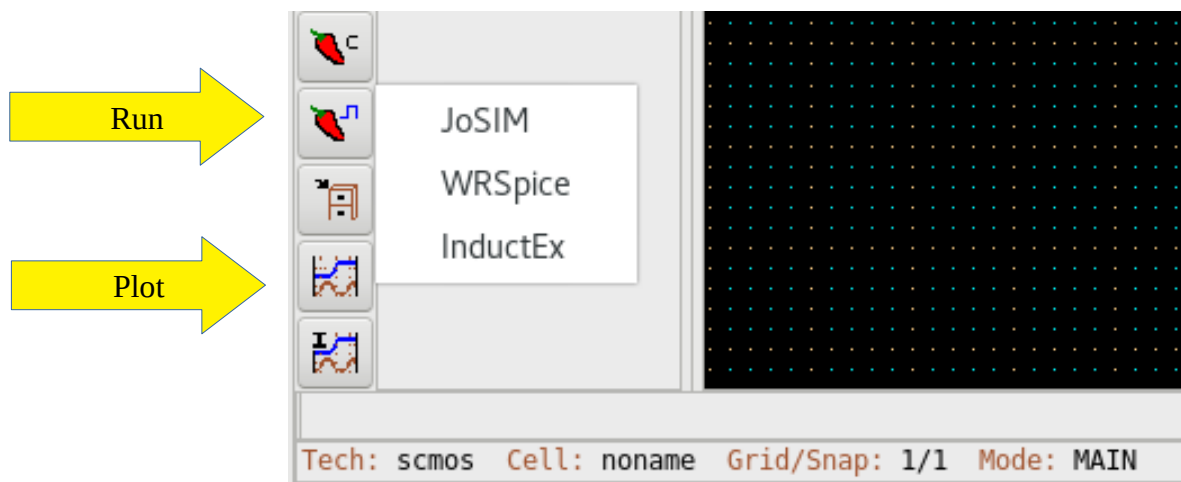 C
Run
JoSIM
WRSpice
InductEx
Plot
I
Tech: scmos Cell: noname Grid/Snap: 1/1 Mode: MAIN